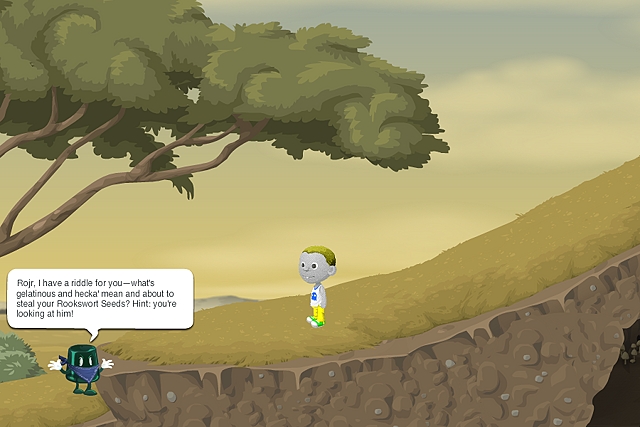 Rojr, I have a riddle for you—what's
gelatinous and hecka' mean and about to
steal your Rookswort Seeds? Hint: you're
looking at him!